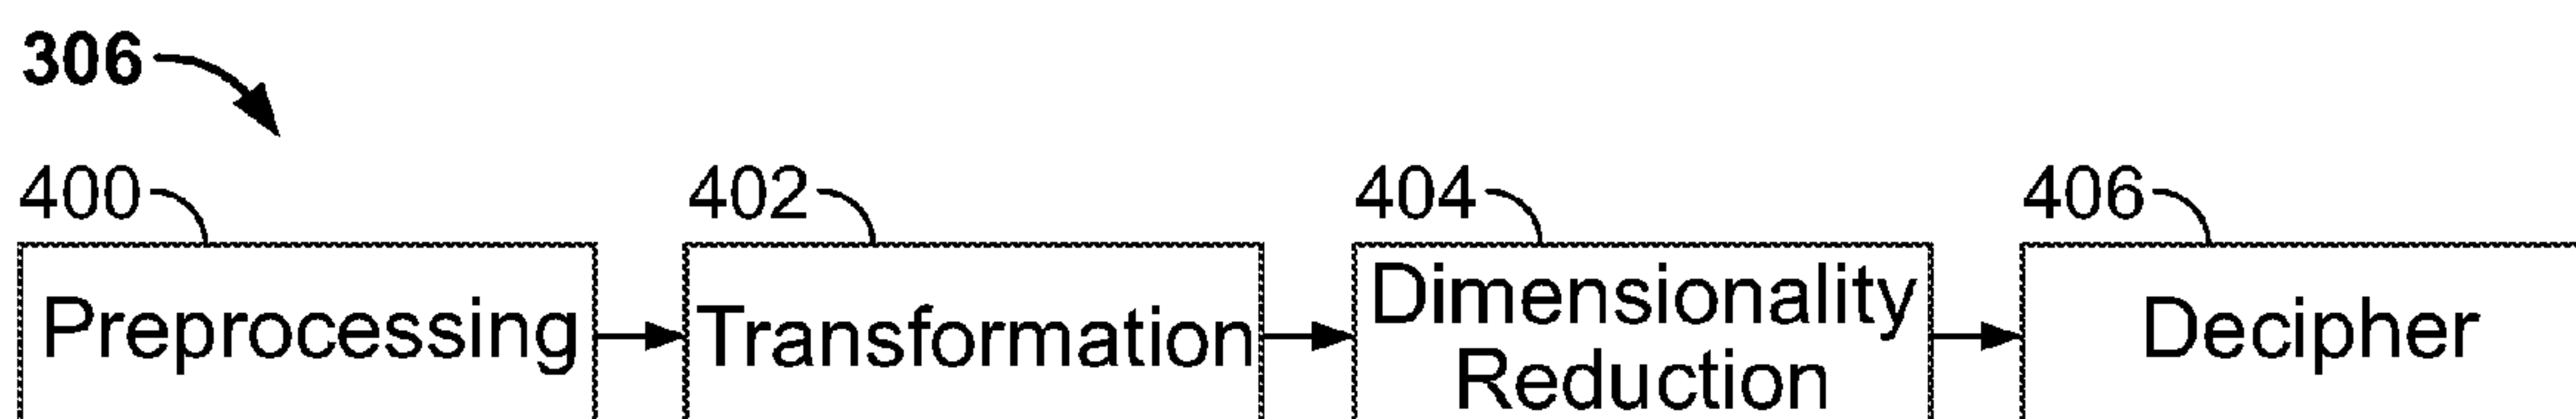 306
400
402
404
406
Preprocessing
Transformation
Dimensionality
Reduction
Decipher